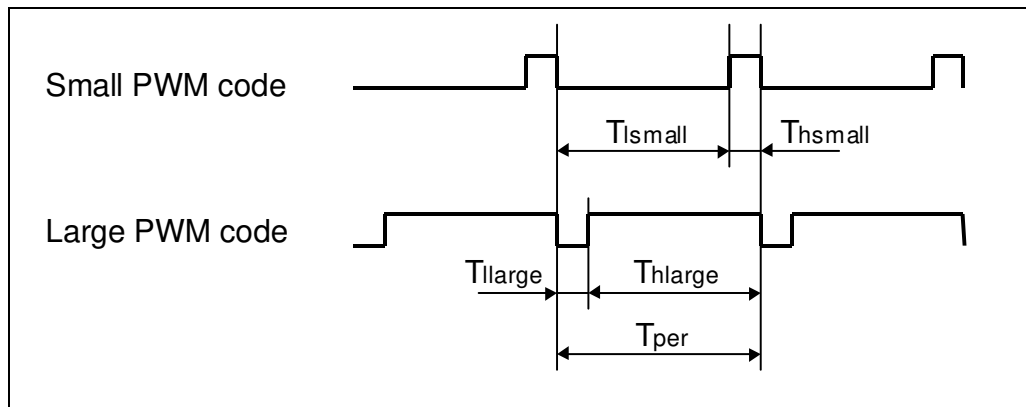 Small PWM code
Tlsmall Thsmall
Large PWM code
Tllarge Thlarge
Tper